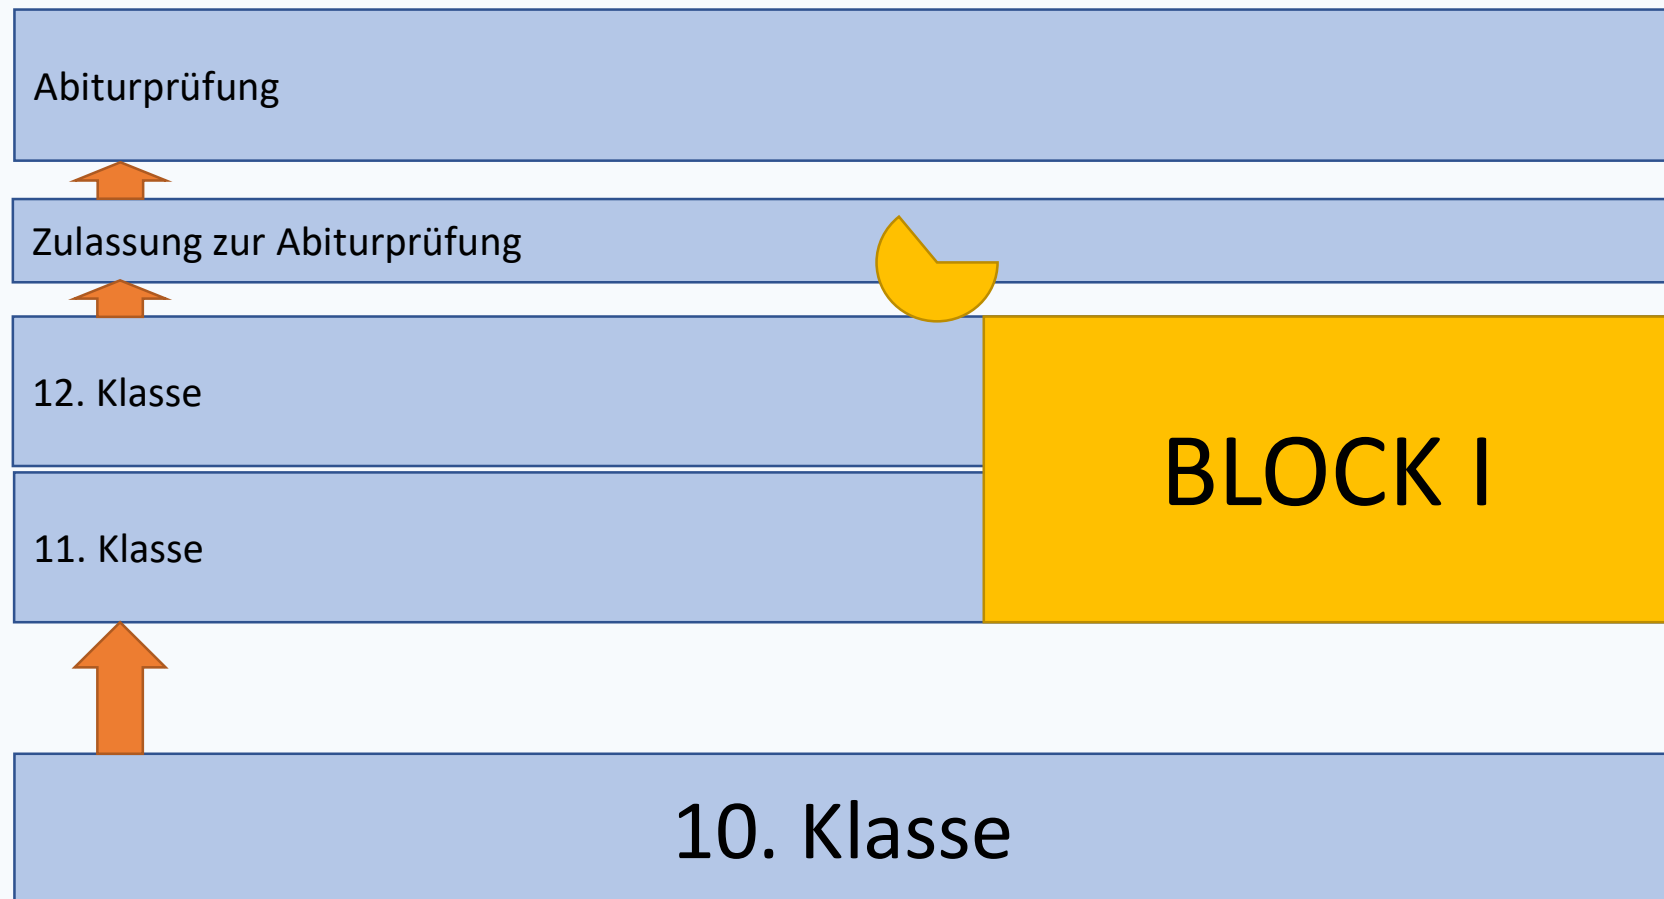 Abiturprüfung
Zulassung zur Abiturprüfung
12. Klasse
BLOCK I
11. Klasse
10. Klasse